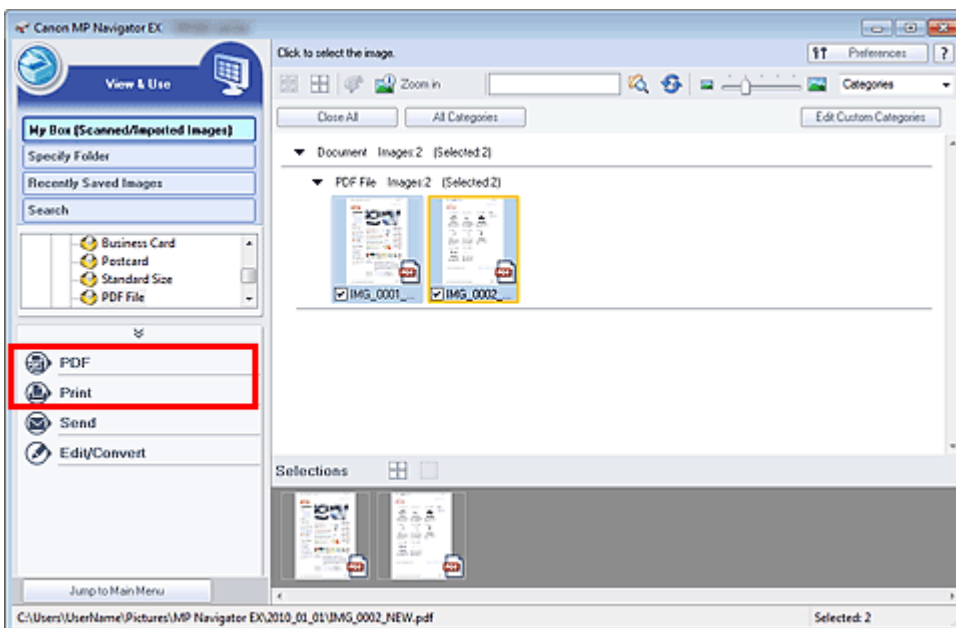 Canon MP Navigator EX
Click to select the image.
Preferences
?
View & Use
Zoom in
Categories
Close All
All Categories
Edit Custom Categories
My Box (Scanned/Imported Images)
Specify Folder
Recently Saved Images
Search
Document Images:2 (Selected:2)
PDF File Images:2 (Selected:2)
Business Card
Postcard
Standard Size
PDF File
IMG_0001_...
IMG_0002_...
PDF
Print
Send
Edit/Convert
Selections
Jump to Main Menu
C:\Users\UserName\Pictures\MP Navigator EX\2010_01_01\IMG_0002_NEW.pdf
Selected: 2